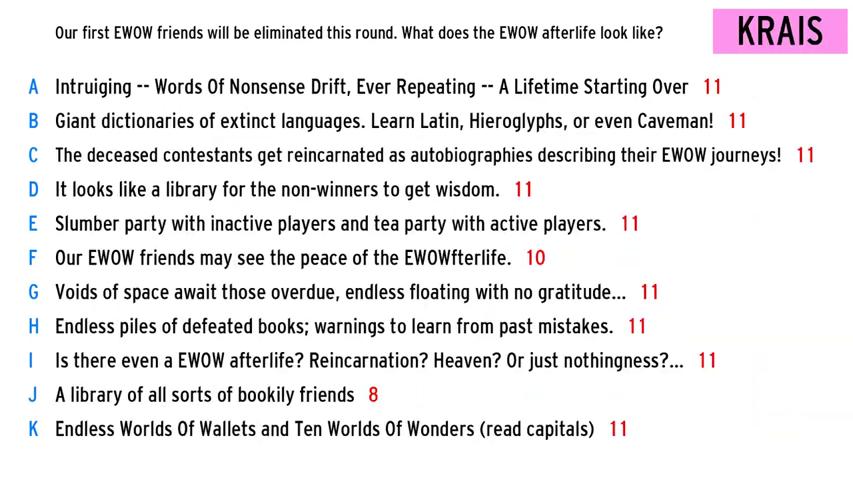 Our first EWOW friends will be eliminated this round. What does the EWOW afterlife look like?
KRAIS
A Intruiging -- Words Of Nonsense Drift, Ever Repeating -- A Lifetime Starting Over 11
B Giant dictionaries of extinct languages. Learn Latin, Hieroglyphs, or even Caveman! 11
C The deceased contestants get reincarnated as autobiographies describing their EWOW journeys! 11
D It looks like a library for the non-winners to get wisdom. 11
E Slumber party with inactive players and tea party with active players. 11
F Our EWOW friends may see the peace of the EWOWfterlife. 10
G Voids of space await those overdue, endless floating with no gratitude... 11
H Endless piles of defeated books; warnings to learn from past mistakes. 11
I Is there even a EWOW afterlife? Reincarnation? Heaven? Or just nothingness?... 11
J A library of all sorts of bookily friends 8
K Endless Worlds Of Wallets and Ten Worlds Of Wonders (read capitals) 11